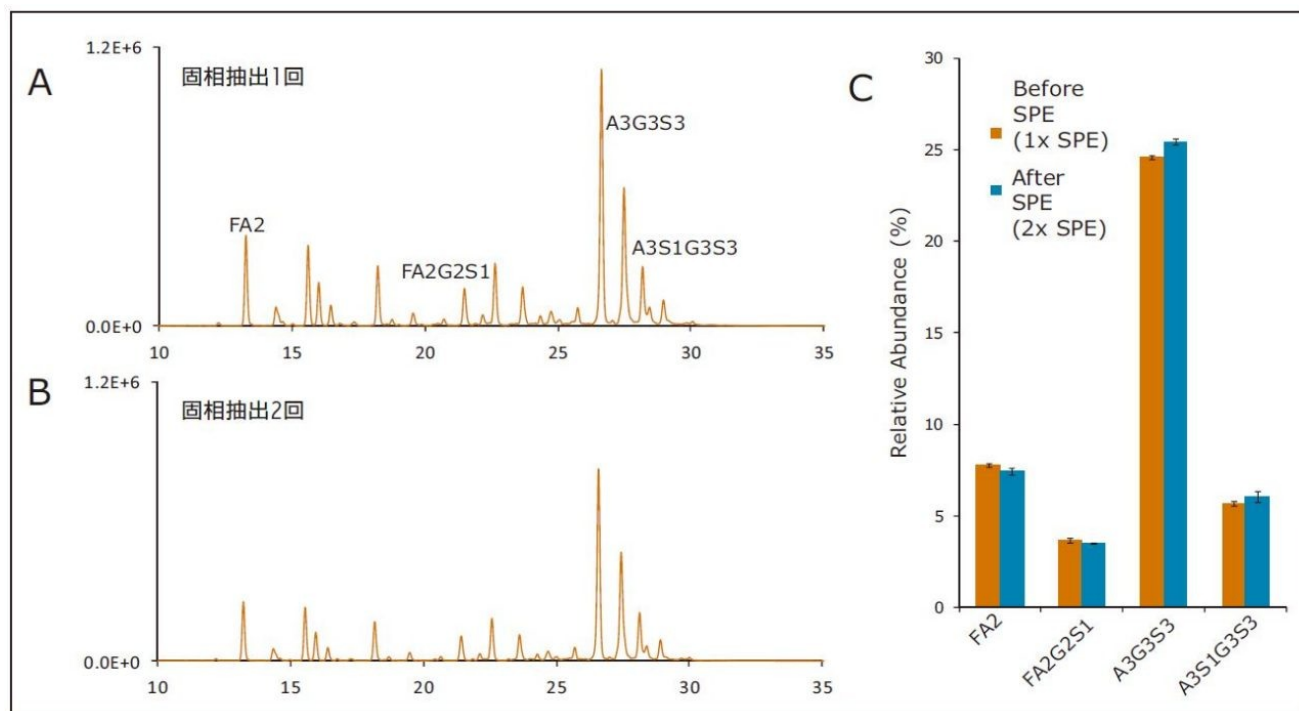 A
1.2E+6
固相抽出1回
A3G3S3
FA2
FA2G2S1
A3S1G3S3
0.0E+0
10 15 20 25 30 35
B
1.2E+6
固相抽出2回
0.0E+0
10 15 20 25 30 35
C
Relative Abundance (%)
30
25
20
15
10
5
0
Before
SPE
(1x SPE)
After
SPE
(2x SPE)
FA2
FA2G2S1
A3G3S3
A3S1G3S3